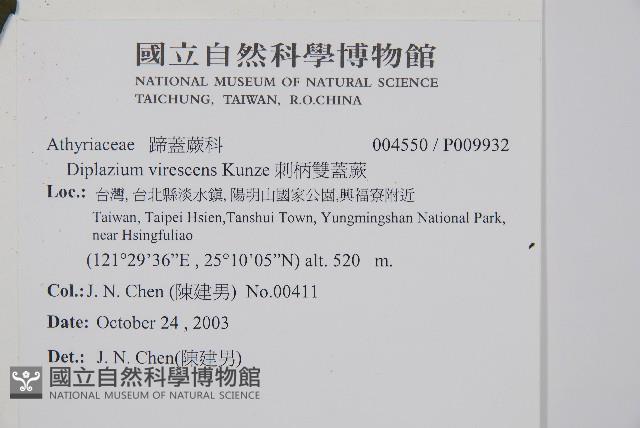 國立自然科學博物館
NATIONAL MUSEUM OF NATURAL SCIENCE
TAICHUNG, TAIWAN, R.O.CHINA
Athyriaceae 蹄蓋蕨科 004550 / P009932
Diplazium virescens Kunze 刺柄雙蓋蕨
Loc.: 台灣, 台北縣淡水鎮, 陽明山國家公園,興福寮附近
Taiwan, Taipei Hsien,Tanshui Town, Yungmingshan National Park,
near Hsingfuliao
(121°29’36”E , 25°10’05”N) alt. 520 m.
Col.: J. N. Chen (陳建男) No.00411
Date: October 24 , 2003
Det.: J. N. Chen(陳建男)
國立自然科學博物館
NATIONAL MUSEUM OF NATURAL SCIENCE